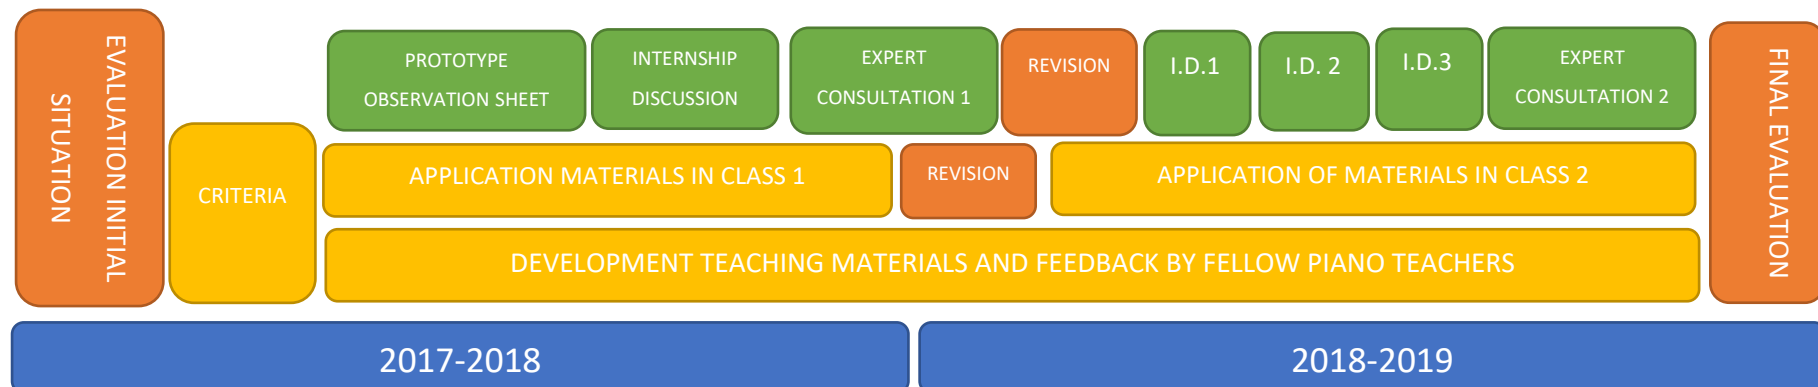 EVALUATION INITIAL
SITUATION
CRITERIA
PROTOTYPE
OBSERVATION SHEET
INTERNSHIP
DISCUSSION
EXPERT
CONSULTATION 1
REVISION
I.D.1
I.D. 2
I.D.3
EXPERT
CONSULTATION 2
APPLICATION MATERIALS IN CLASS 1
REVISION
APPLICATION OF MATERIALS IN CLASS 2
DEVELOPMENT TEACHING MATERIALS AND FEEDBACK BY FELLOW PIANO TEACHERS
FINAL EVALUATION
2017-2018
2018-2019